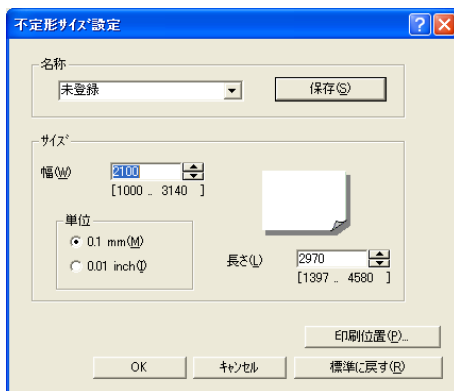 不定形ｻｲｽﾞ設定
名称
未登録
保存(S)
ｻｲｽﾞ
幅(W)
2100
[1000 .. 3140 ]
単位
0.1 mm(M)
0.01 inch(I)
長さ(L)
2970
[1397 .. 4580 ]
印刷位置(P)...
OK
ｷｬﾝｾﾙ
標準に戻す(R)